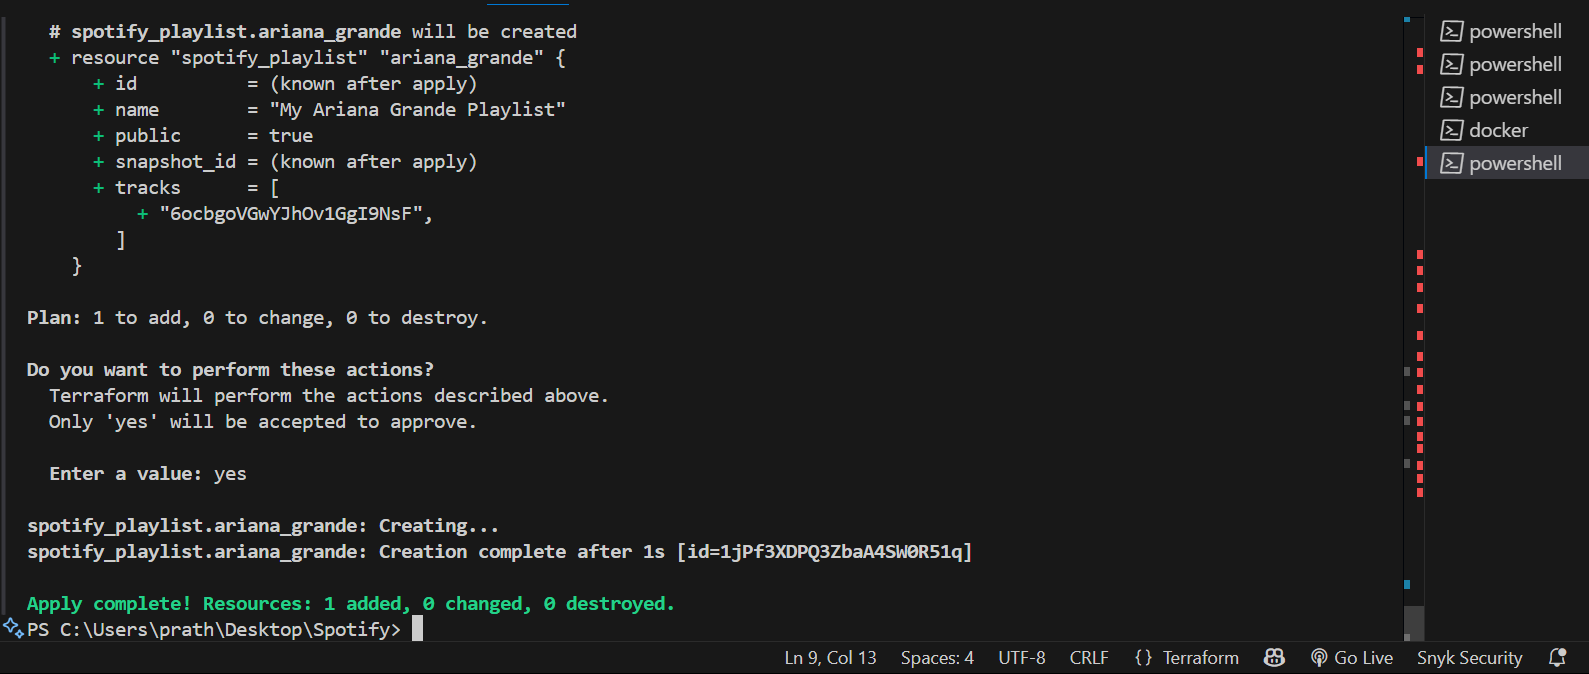 # spotify_playlist.ariana_grande will be created
+ resource "spotify_playlist" "ariana_grande" {
+ id = (known after apply)
+ name = "My Ariana Grande Playlist"
+ public = true
+ snapshot_id = (known after apply)
+ tracks = [
+ "6ocbgoVGwYJhOv1GgI9NsF",
]
}
Plan: 1 to add, 0 to change, 0 to destroy.
Do you want to perform these actions?
Terraform will perform the actions described above.
Only 'yes' will be accepted to approve.
Enter a value: yes
spotify_playlist.ariana_grande: Creating...
spotify_playlist.ariana_grande: Creation complete after 1s [id=1jPf3XDPQ3ZbaA4SW0R51q]
Apply complete! Resources: 1 added, 0 changed, 0 destroyed.
PS C:\Users\prath\Desktop\Spotify>
powershell
powershell
powershell
docker
powershell
Ln 9, Col 13 Spaces: 4 UTF-8 CRLF {} Terraform Go Live Snyk Security